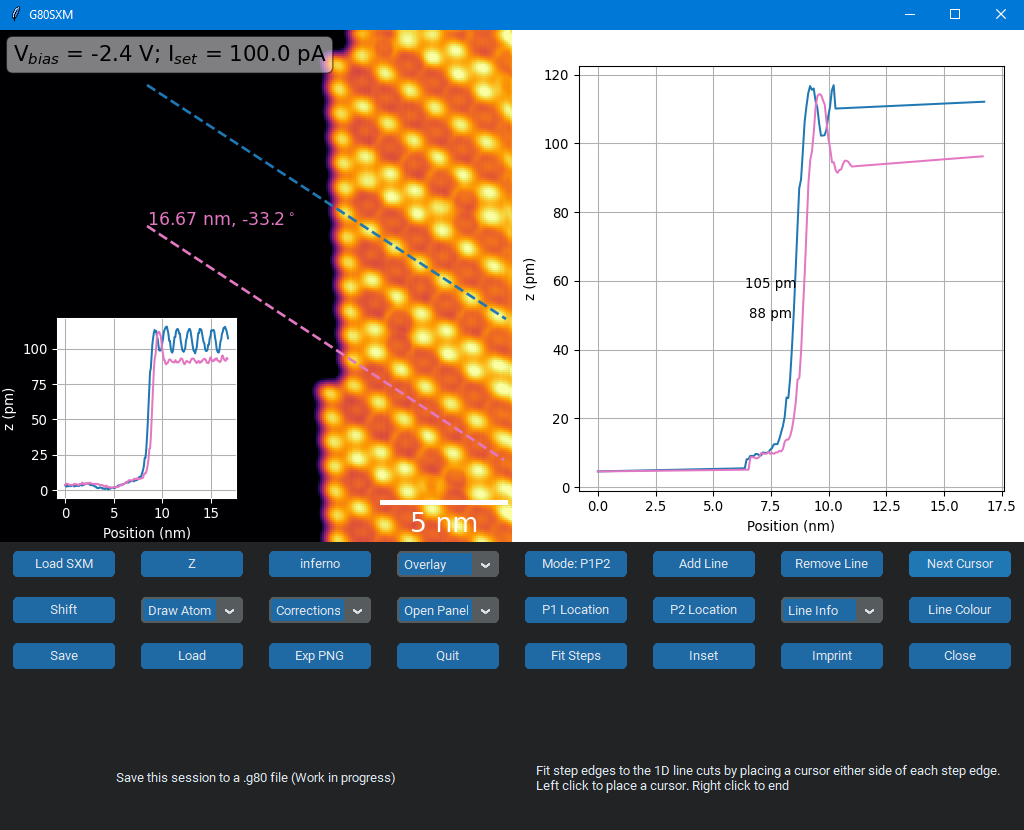 G80SXM
V_bias = -2.4 V; I_set = 100.0 pA
16.67 nm, -33.2 °
5 nm
z (pm)
100
75
50
25
0
0 5 10 15
Position (nm)
z (pm)
120
100
80
60
40
20
0
105 pm
88 pm
0.0 2.5 5.0 7.5 10.0 12.5 15.0 17.5
Position (nm)
Load SXM Z inferno Overlay Mode: P1P2 Add Line Remove Line Next Cursor
Shift Draw Atom Corrections Open Panel P1 Location P2 Location Line Info Line Colour
Save Load Exp PNG Quit Fit Steps Inset Imprint Close
Save this session to a .g80 file (Work in progress)
Fit step edges to the 1D line cuts by placing a cursor either side of each step edge.
Left click to place a cursor. Right click to end